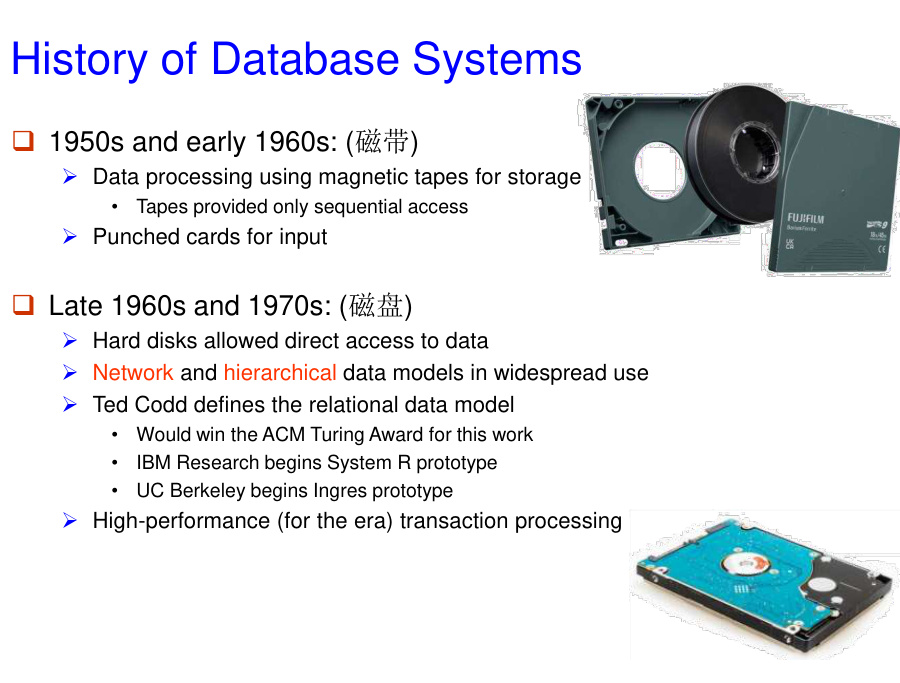 History of Database Systems
1950s and early 1960s: (磁带)
Data processing using magnetic tapes for storage
• Tapes provided only sequential access
Punched cards for input
FUJIFILM
Late 1960s and 1970s: (磁盘)
Hard disks allowed direct access to data
Network and hierarchical data models in widespread use
Ted Codd defines the relational data model
• Would win the ACM Turing Award for this work
• IBM Research begins System R prototype
• UC Berkeley begins Ingres prototype
High-performance (for the era) transaction processing